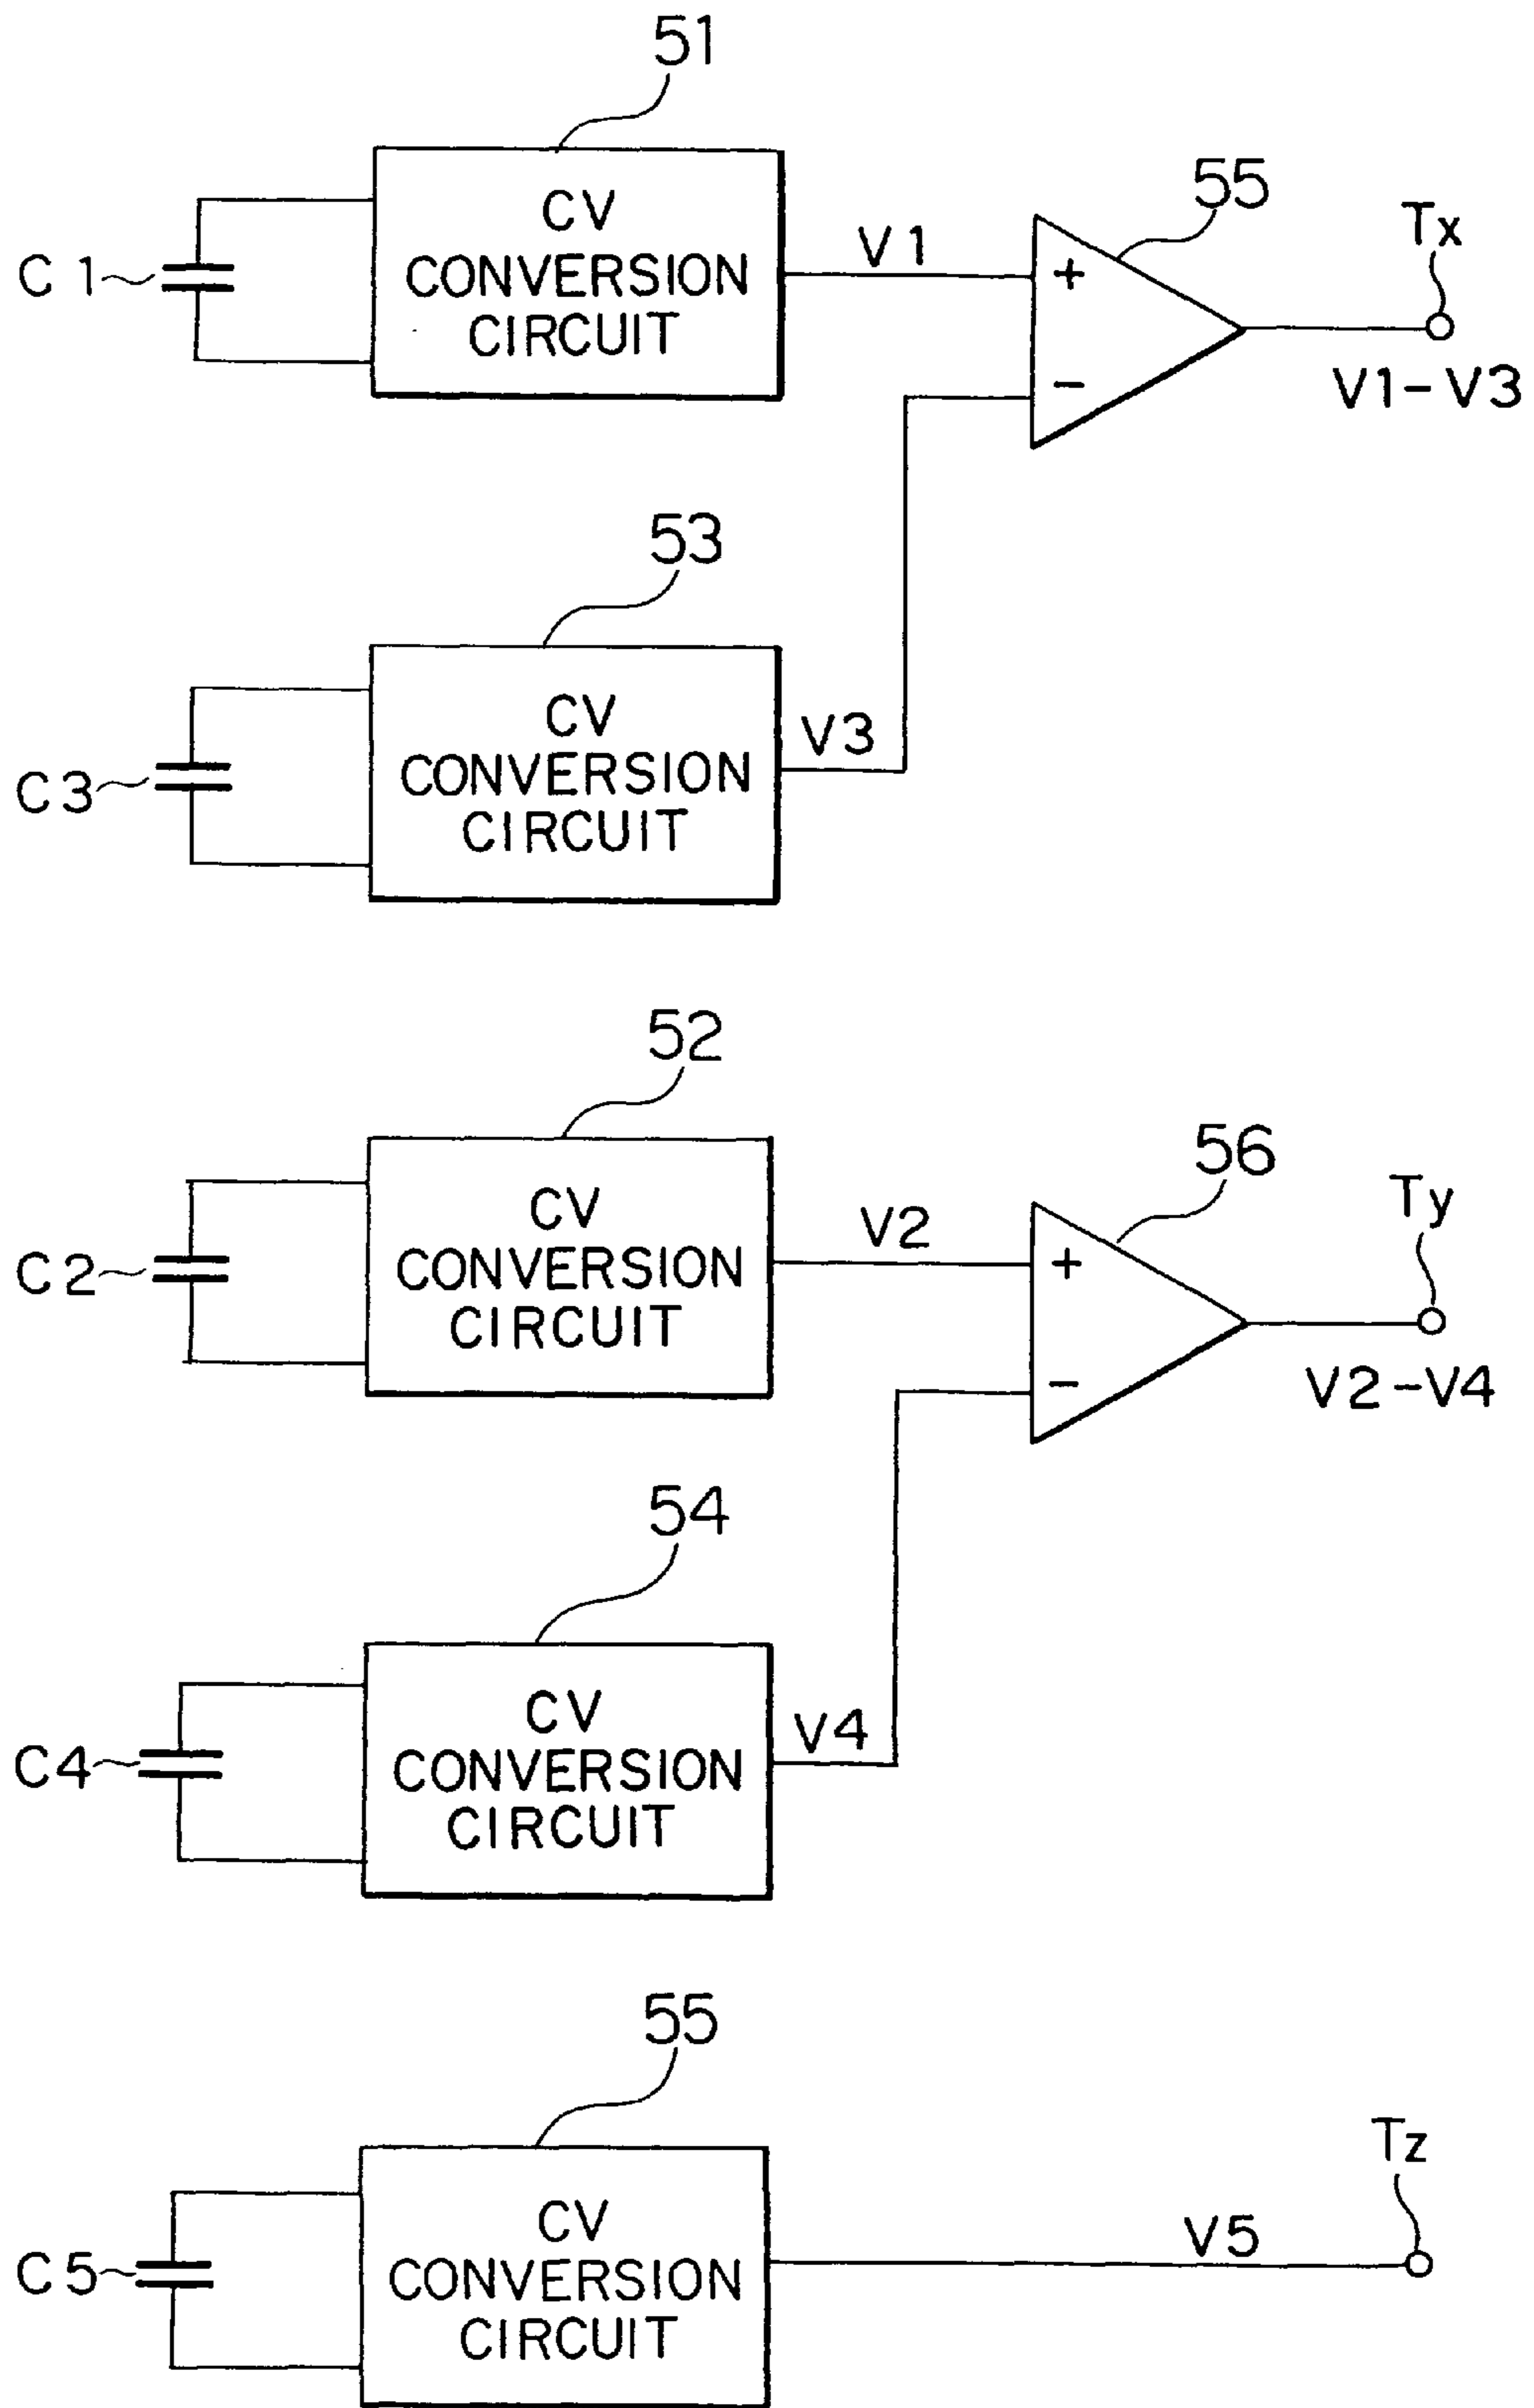 51
CV
CONVERSION
CIRCUIT
C1
V1
55
+
-
Tx
V1-V3
53
CV
CONVERSION
CIRCUIT
C3
V3
52
CV
CONVERSION
CIRCUIT
C2
V2
56
+
-
Ty
V2-V4
54
CV
CONVERSION
CIRCUIT
C4
V4
55
CV
CONVERSION
CIRCUIT
C5
V5
Tz